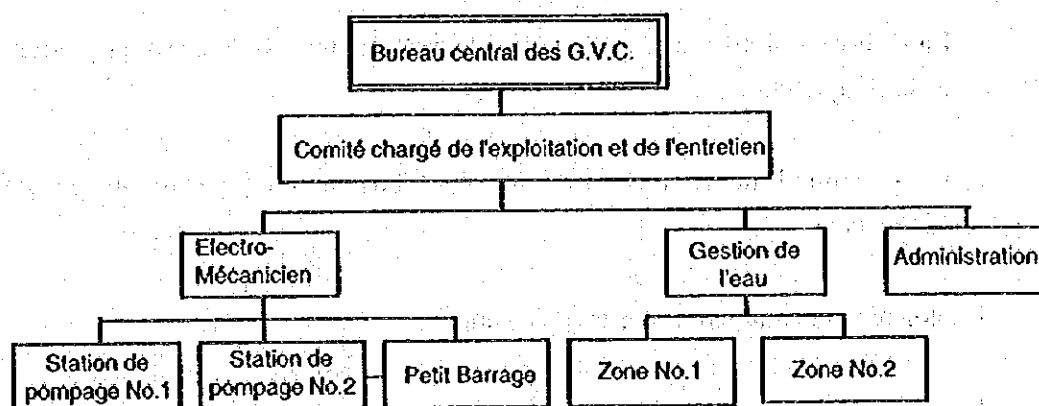 Bureau central des G.V.C.
Comité chargé de l'exploitation et de l'entretien
Electro-
Mécanicien
Gestion de
l'eau
Administration
Station de
pompage No.1
Station de
pompage No.2
Petit Barrage
Zone No.1
Zone No.2